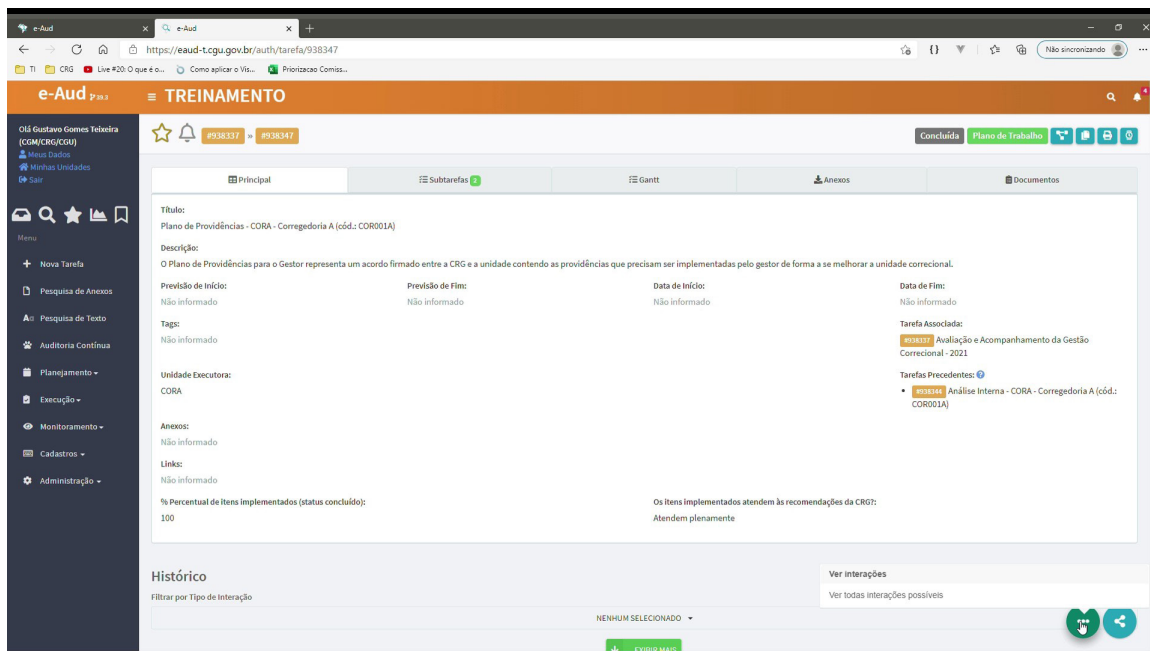 e-Aud
e-Aud
https://eaud-t.cgu.gov.br/auth/tarefa/938347
Não sincronizando
TI
CRG
Live #20: O que é o...
Como aplicar o Vis...
Priorizacao Comiss...
e-Aud
TREINAMENTO
4
Olá Gustavo Gomes Teixeira
(CGM/CRG/CGU)
Meus Dados
Minhas Unidades
Sair
Menu
Nova Tarefa
Pesquisa de Anexos
Pesquisa de Texto
Auditoria Contínua
Planejamento
Execução
Monitoramento
Cadastros
Administração
#938337 » #938347
Concluída
Plano de Trabalho
Principal
Subtarefas 2
Gantt
Anexos
Documentos
Título:
Plano de Providências - CORA - Corregedoria A (cód.: COR001A)
Descrição:
O Plano de Providências para o Gestor representa um acordo firmado entre a CRG e a unidade contendo as providências que precisam ser implementadas pelo gestor de forma a se melhorar a unidade correcional.
Previsão de Início: Previsão de Fim: Data de Início: Data de Fim:
Não informado Não informado Não informado Não informado
Tags:
Não informado
Tarefa Associada:
#938337 Avaliação e Acompanhamento da Gestão
Correcional - 2021
Unidade Executora:
CORA
Tarefas Precedentes:
• #938344 Análise Interna - CORA - Corregedoria A (cód.:
COR001A)
Anexos:
Não informado
Links:
Não informado
% Percentual de itens implementados (status concluído):
100
Os itens implementados atendem às recomendações da CRG?:
Atendem plenamente
Histórico
Filtrar por Tipo de Interação
NENHUM SELECIONADO
Ver interações
Ver todas interações possíveis
EXIBIR MAIS